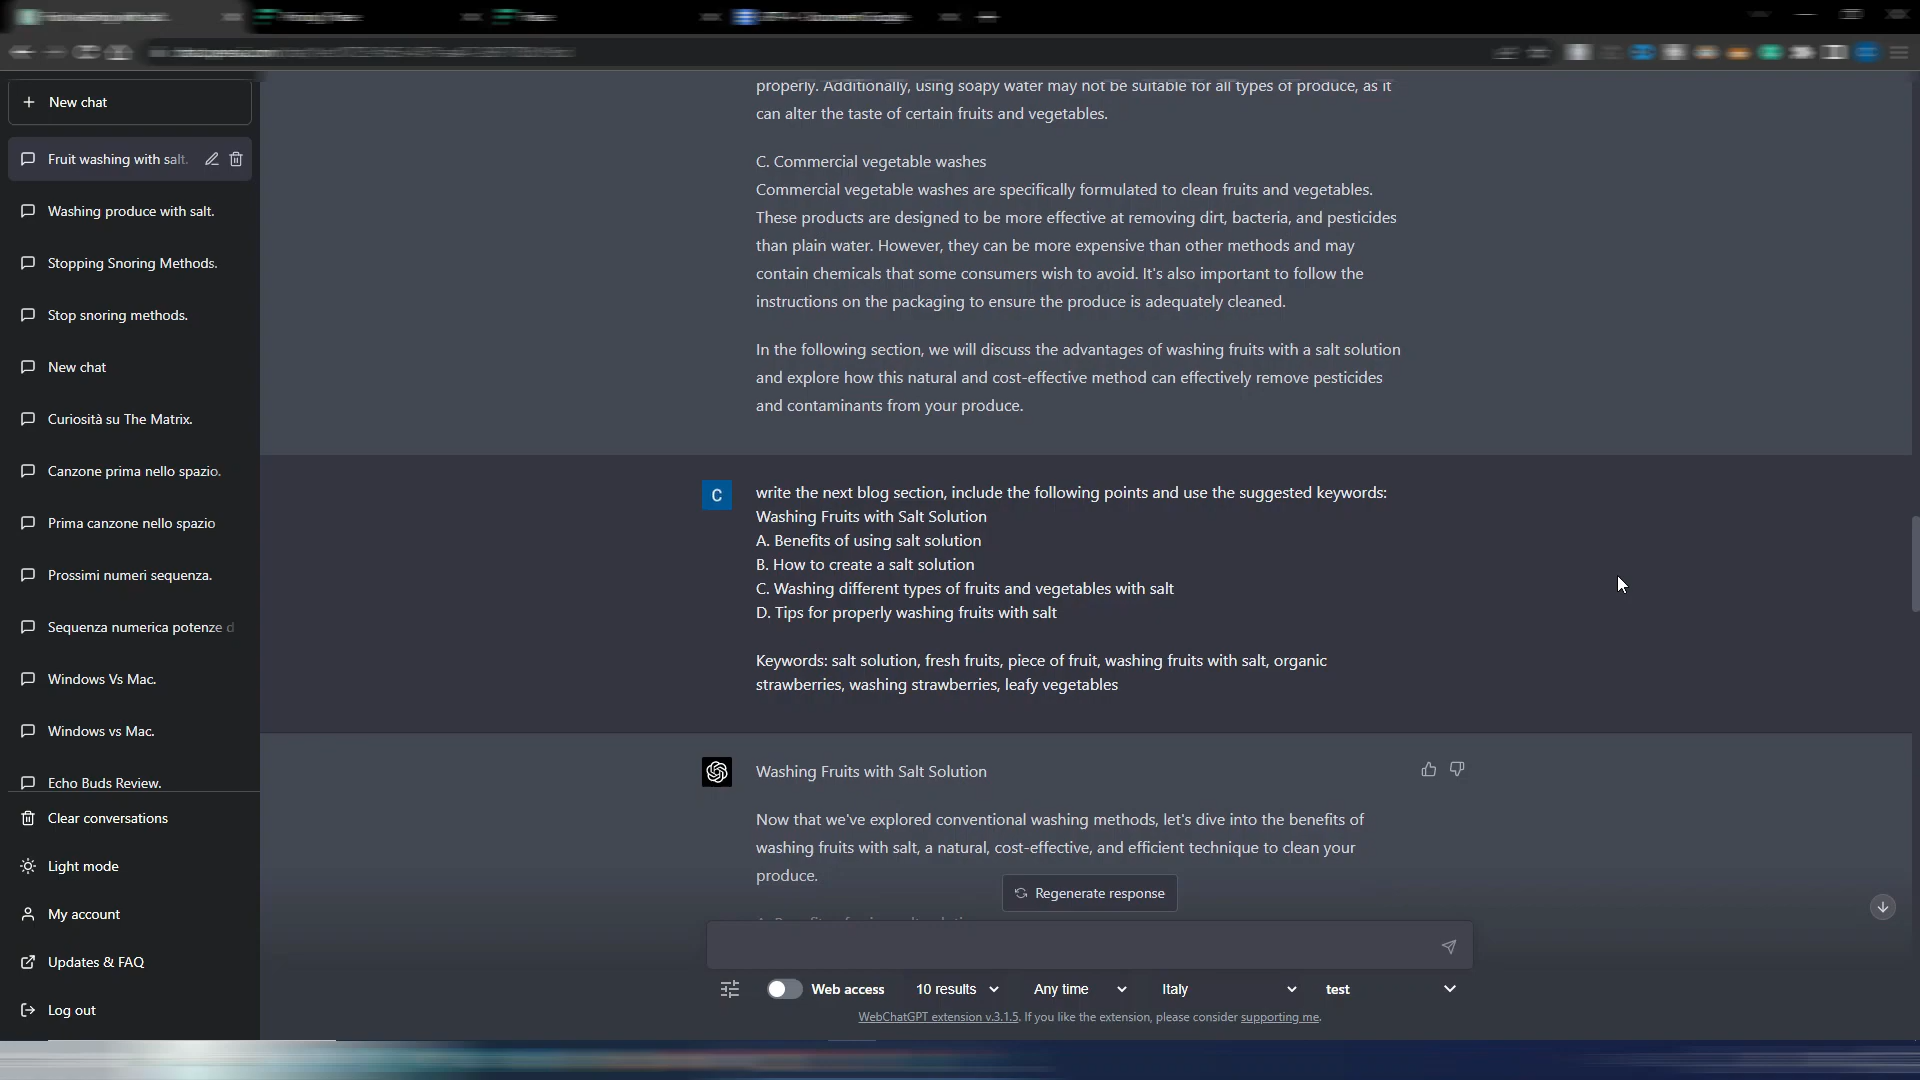 New chat
Fruit washing with salt.
Washing produce with salt.
Stopping Snoring Methods.
Stop snoring methods.
New chat
Curiosità su The Matrix.
Canzone prima nello spazio.
Prima canzone nello spazio
Prossimi numeri sequenza.
Sequenza numerica potenze d
Windows Vs Mac.
Windows vs Mac.
Echo Buds Review.
Clear conversations
Light mode
My account
Updates & FAQ
Log out
properly. Additionally, using soapy water may not be suitable for all types of produce, as it
can alter the taste of certain fruits and vegetables.
C. Commercial vegetable washes
Commercial vegetable washes are specifically formulated to clean fruits and vegetables.
These products are designed to be more effective at removing dirt, bacteria, and pesticides
than plain water. However, they can be more expensive than other methods and may
contain chemicals that some consumers wish to avoid. It's also important to follow the
instructions on the packaging to ensure the produce is adequately cleaned.
In the following section, we will discuss the advantages of washing fruits with a salt solution
and explore how this natural and cost-effective method can effectively remove pesticides
and contaminants from your produce.
C
write the next blog section, include the following points and use the suggested keywords:
Washing Fruits with Salt Solution
A. Benefits of using salt solution
B. How to create a salt solution
C. Washing different types of fruits and vegetables with salt
D. Tips for properly washing fruits with salt
Keywords: salt solution, fresh fruits, piece of fruit, washing fruits with salt, organic
strawberries, washing strawberries, leafy vegetables
Washing Fruits with Salt Solution
Now that we've explored conventional washing methods, let's dive into the benefits of
washing fruits with salt, a natural, cost-effective, and efficient technique to clean your
produce.
Regenerate response
Web access 10 results Any time Italy test
WebChatGPT extension v.3.1.5. If you like the extension, please consider supporting me.